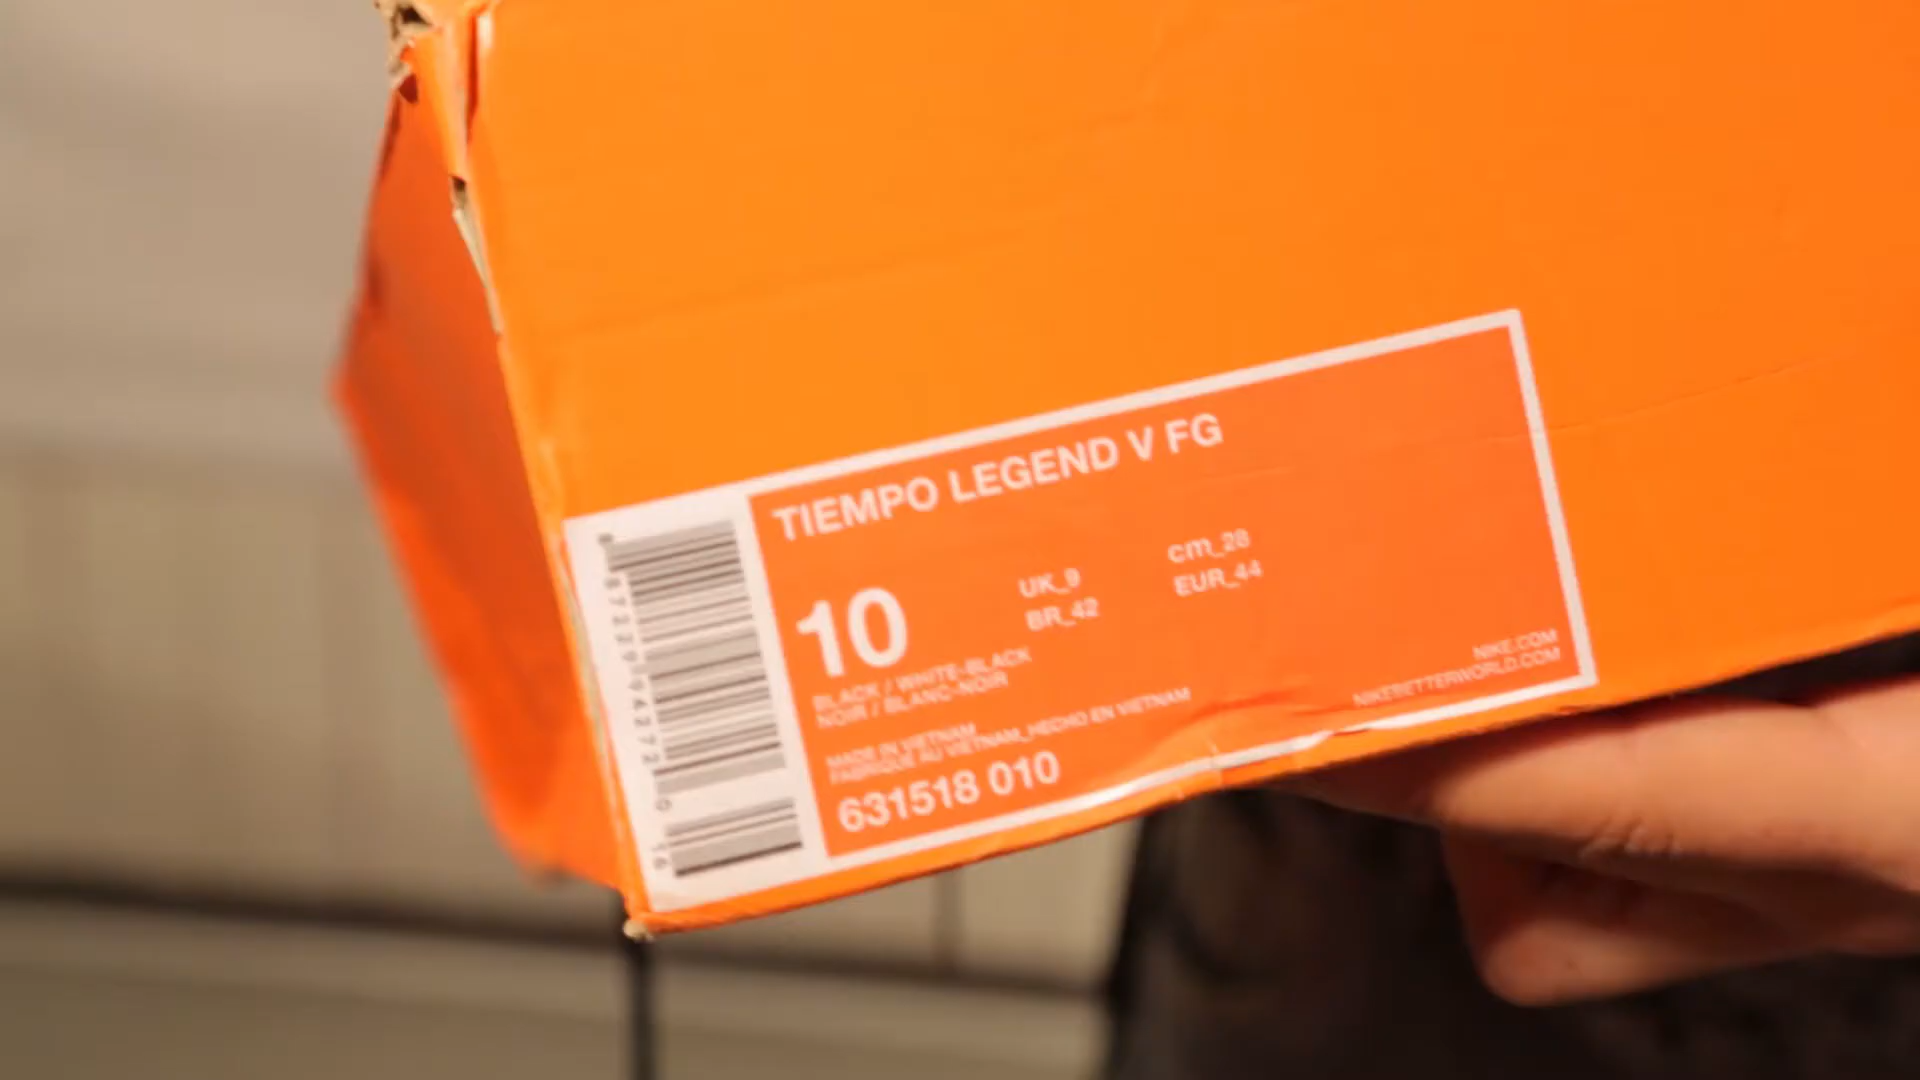 TIEMPO LEGEND V FG
10
UK_9
BR_42
cm_28
EUR_44
BLACK / WHITE-BLACK
NOIR / BLANC-NOIR
MADE IN VIETNAM
FABRIQUE AU VIETNAM_HECHO EN VIETNAM
631518 010
NIKE.COM
NIKEBETTERWORLD.COM